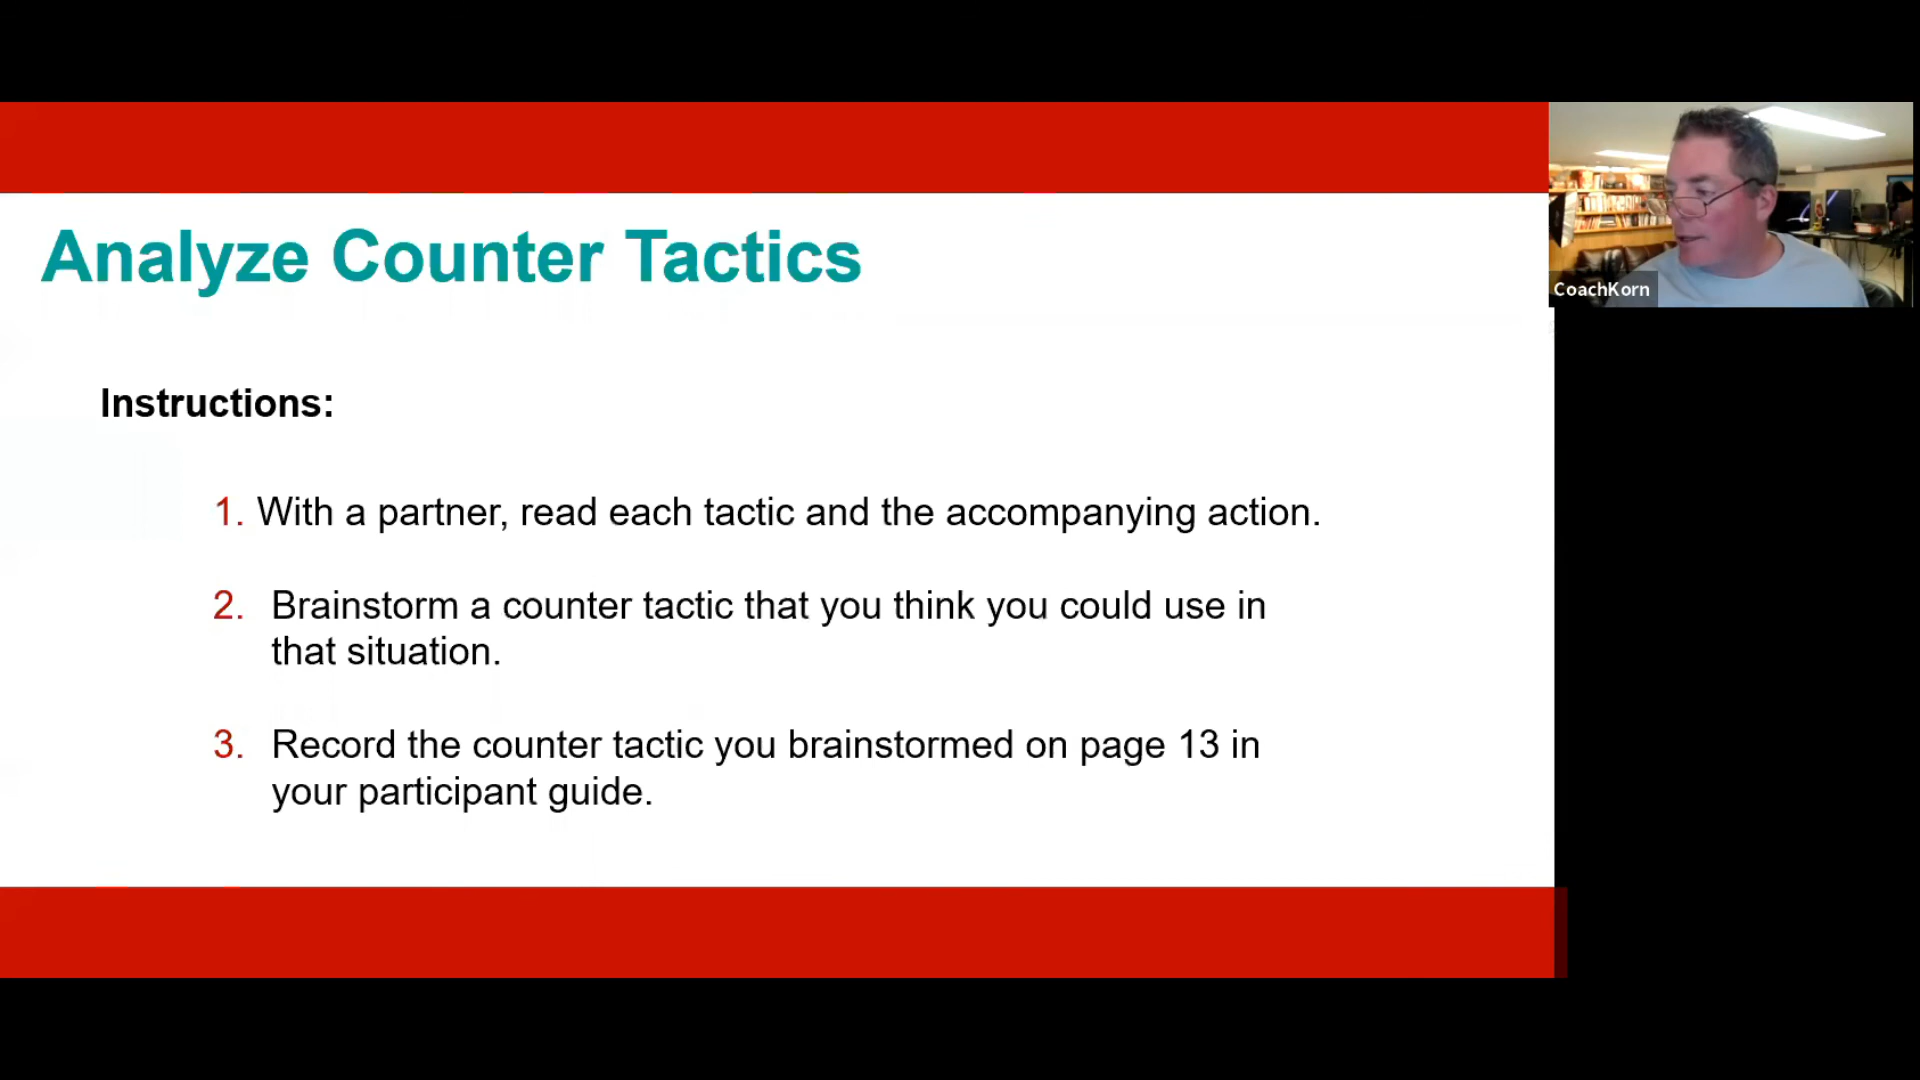 Analyze Counter Tactics
CoachKorn
Instructions:
1. With a partner, read each tactic and the accompanying action.
2. Brainstorm a counter tactic that you think you could use in
that situation.
3. Record the counter tactic you brainstormed on page 13 in
your participant guide.